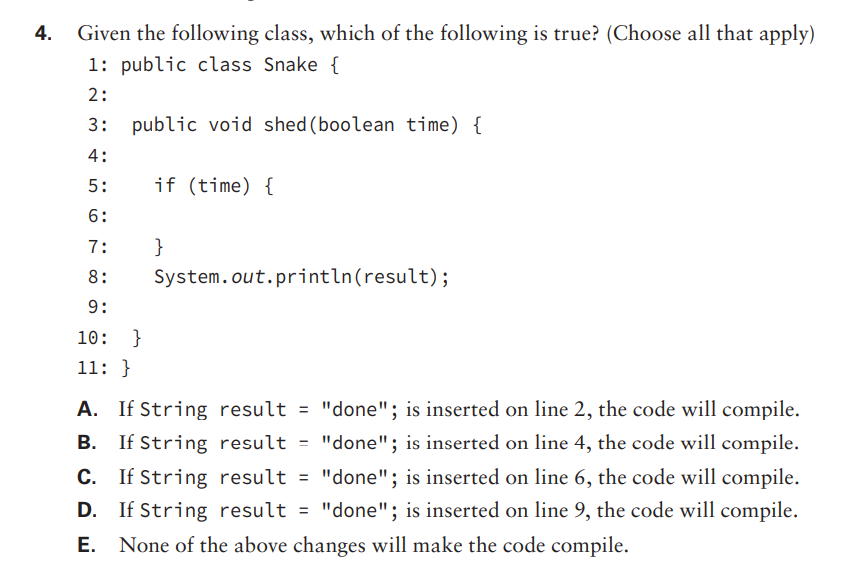 4. Given the following class, which of the following is true? (Choose all that apply)
1: public class Snake {
2:
3: public void shed(boolean time) {
4:
5: if (time) {
6:
7: }
8: System.out.println(result);
9:
10: }
11: }
A. If String result = "done"; is inserted on line 2, the code will compile.
B. If String result = "done"; is inserted on line 4, the code will compile.
C. If String result = "done"; is inserted on line 6, the code will compile.
D. If String result = "done"; is inserted on line 9, the code will compile.
E. None of the above changes will make the code compile.